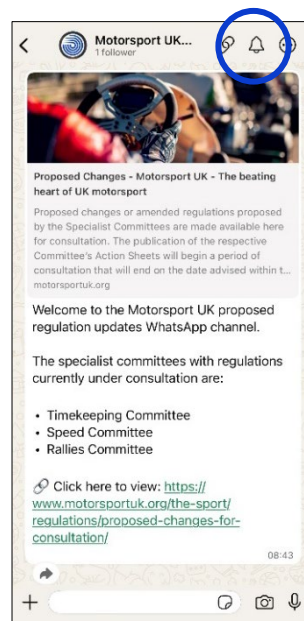 Motorsport UK...
1 follower
Proposed Changes - Motorsport UK - The beating
heart of UK motorsport
Proposed changes or amended regulations proposed
by the Specialist Committees are made available here
for consultation. The publication of the respective
Committee's Action Sheets will begin a period of
consultation that will end on the date advised within t...
motorsportuk.org
Welcome to the Motorsport UK proposed
regulation updates WhatsApp channel.
The specialist committees with regulations
currently under consultation are:
• Timekeeping Committee
• Speed Committee
• Rallies Committee
🔗 Click here to view: https://
www.motorsportuk.org/the-sport/
regulations/proposed-changes-for-
consultation/
08:43